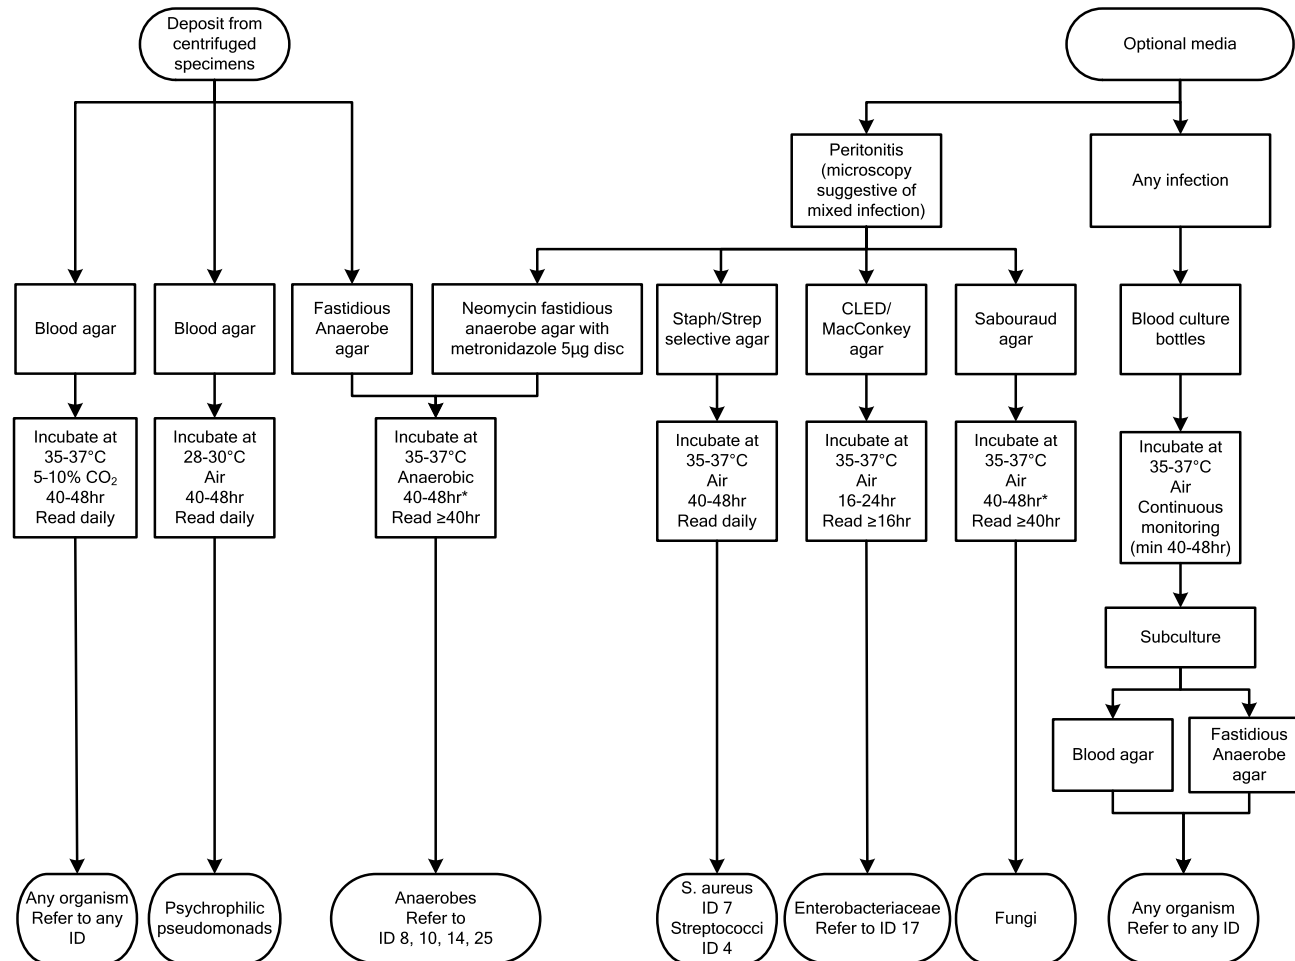 Deposit from
centrifuged
specimens
Optional media
Peritonitis
(microscopy
suggestive of
mixed infection)
Any infection
Blood agar
Blood agar
Fastidious
Anaerobe
agar
Neomycin fastidious
anaerobe agar with
metronidazole 5µg disc
Staph/Strep
selective agar
CLED/
MacConkey
agar
Sabouraud
agar
Blood culture
bottles
Incubate at
35-37°C
5-10% CO₂
40-48hr
Read daily
Incubate at
28-30°C
Air
40-48hr
Read daily
Incubate at
35-37°C
Anaerobic
40-48hr*
Read ≥40hr
Incubate at
35-37°C
Air
40-48hr
Read daily
Incubate at
35-37°C
Air
16-24hr
Read ≥16hr
Incubate at
35-37°C
Air
40-48hr*
Read ≥40hr
Incubate at
35-37°C
Air
Continuous
monitoring
(min 40-48hr)
Subculture
Blood agar
Fastidious
Anaerobe
agar
Any organism
Refer to any
ID
Psychrophilic
pseudomonads
Anaerobes
Refer to
ID 8, 10, 14, 25
S. aureus
ID 7
Streptococci
ID 4
Enterobacteriaceae
Refer to ID 17
Fungi
Any organism
Refer to any ID